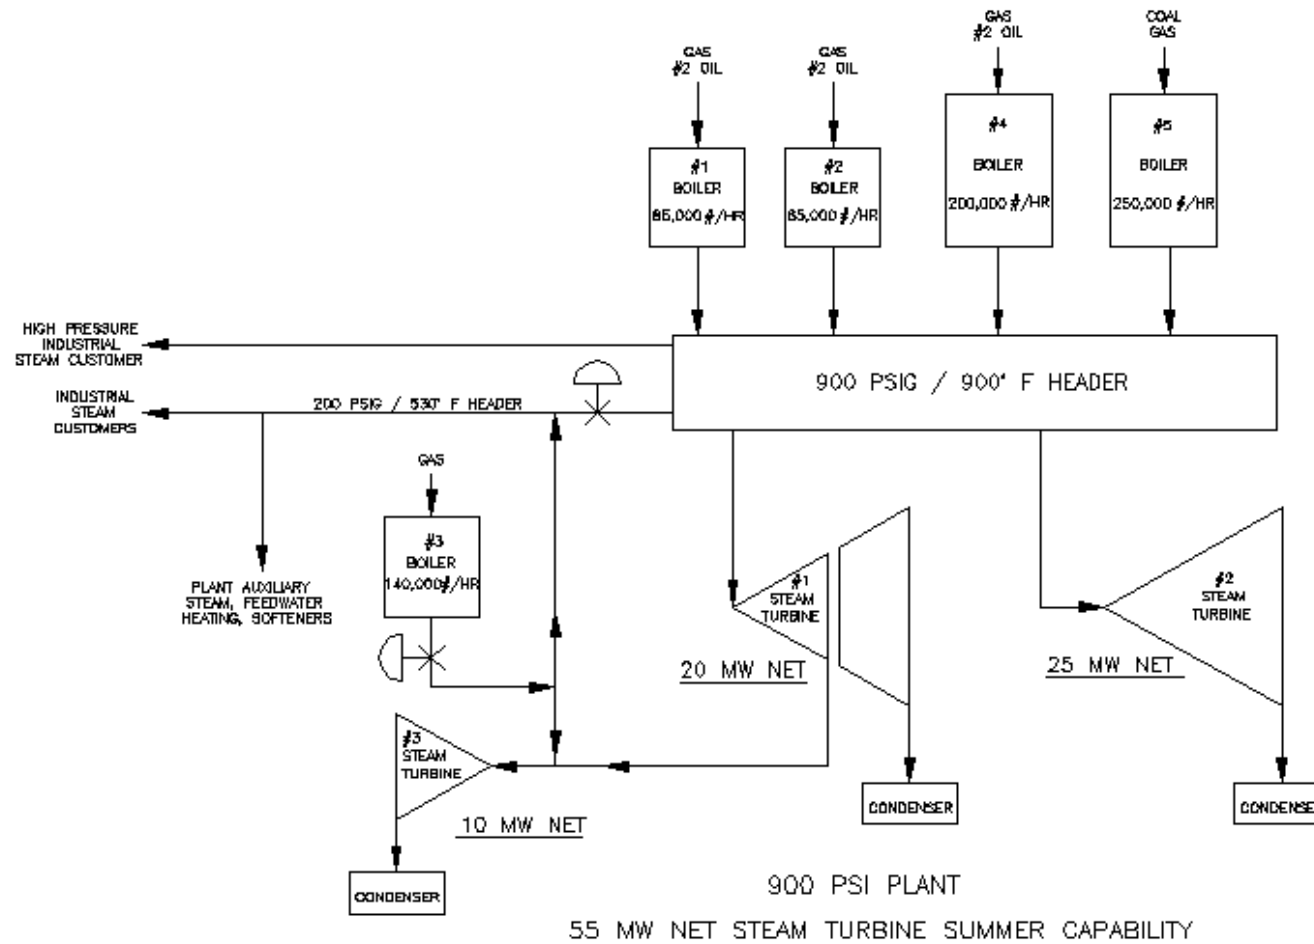 GAS
#2 OIL
GAS
#2 OIL
GAS
#2 OIL
COAL
GAS
#1
BOILER
85,000 #/HR
#2
BOILER
85,000 #/HR
#4
BOILER
200,000 #/HR
#5
BOILER
250,000 #/HR
HIGH PRESSURE
INDUSTRIAL
STEAM CUSTOMER
900 PSIG / 900° F HEADER
INDUSTRIAL
STEAM
CUSTOMERS
200 PSIG / 530° F HEADER
GAS
#3
BOILER
140,000#/HR
PLANT AUXILIARY
STEAM, FEEDWATER
HEATING, SOFTENERS
#1
STEAM
TURBINE
20 MW NET
#2
STEAM
TURBINE
25 MW NET
#3
STEAM
TURBINE
10 MW NET
CONDENSER
CONDENSE
CONDENSER
900 PSI PLANT
55 MW NET STEAM TURBINE SUMMER CAPABILITY